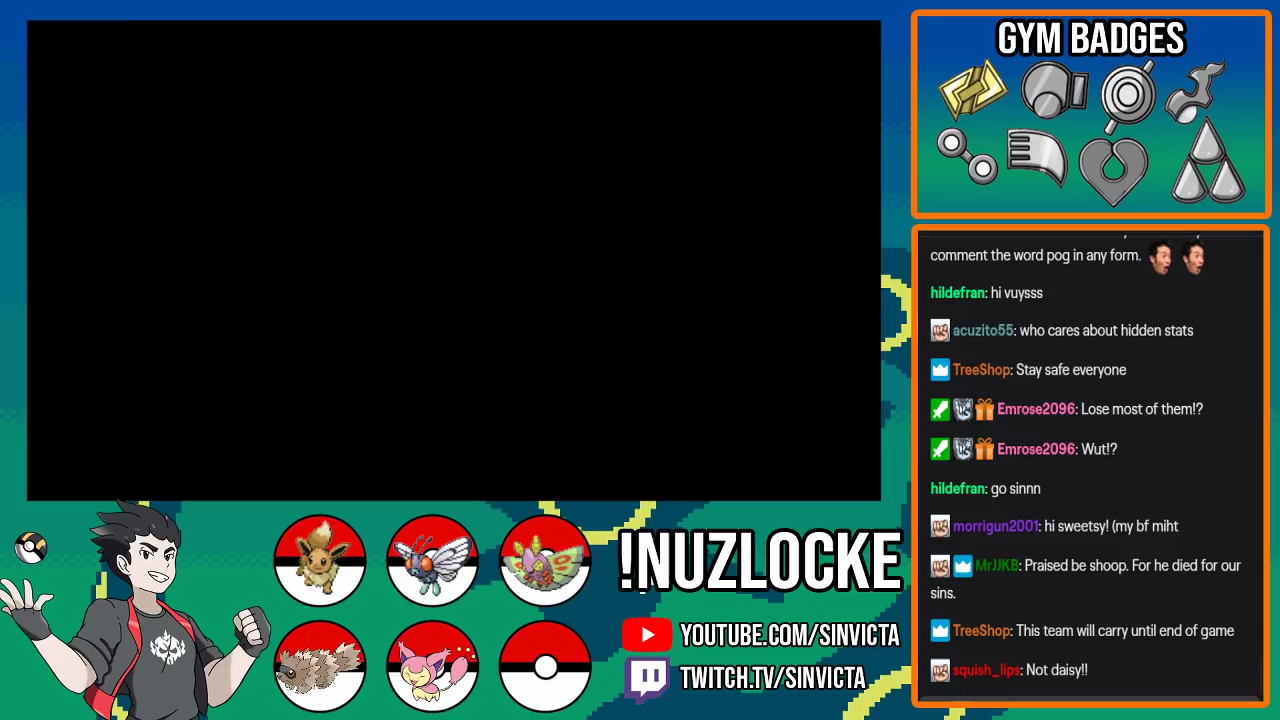 GYM BADGES
comment the word pog in any form.
hildefran: hi vuysss
acuzito55: who cares about hidden stats
TreeShop: Stay safe everyone
Emrose2096: Lose most of them!?
Emrose2096: Wut!?
hildefran: go sinnn
morrigun2001: hi sweetsy! (my bf miht
MrJJKB: Praised be shoop. For he died for our
sins.
TreeShop: This team will carry until end of game
squish_lips: Not daisy!!
!NUZLOCKE
YOUTUBE.COM/SINVICTA
TWITCH.TV/SINVICTA